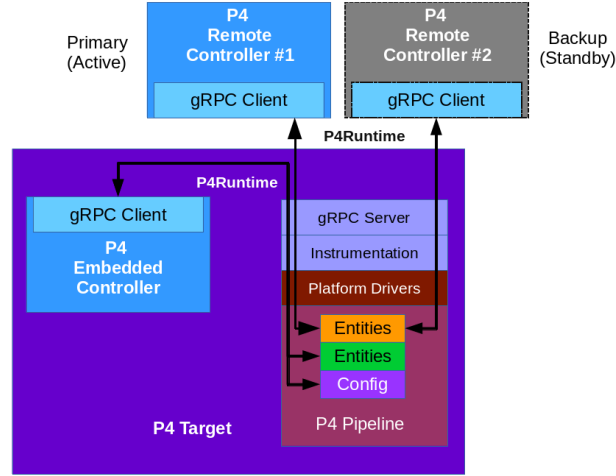 Primary
(Active)
P4
Remote
Controller #1
gRPC Client
P4
Remote
Controller #2
gRPC Client
Backup
(Standby)
P4Runtime
P4Runtime
gRPC Client
P4
Embedded
Controller
gRPC Server
Instrumentation
Platform Drivers
Entities
Entities
Config
P4 Pipeline
P4 Target